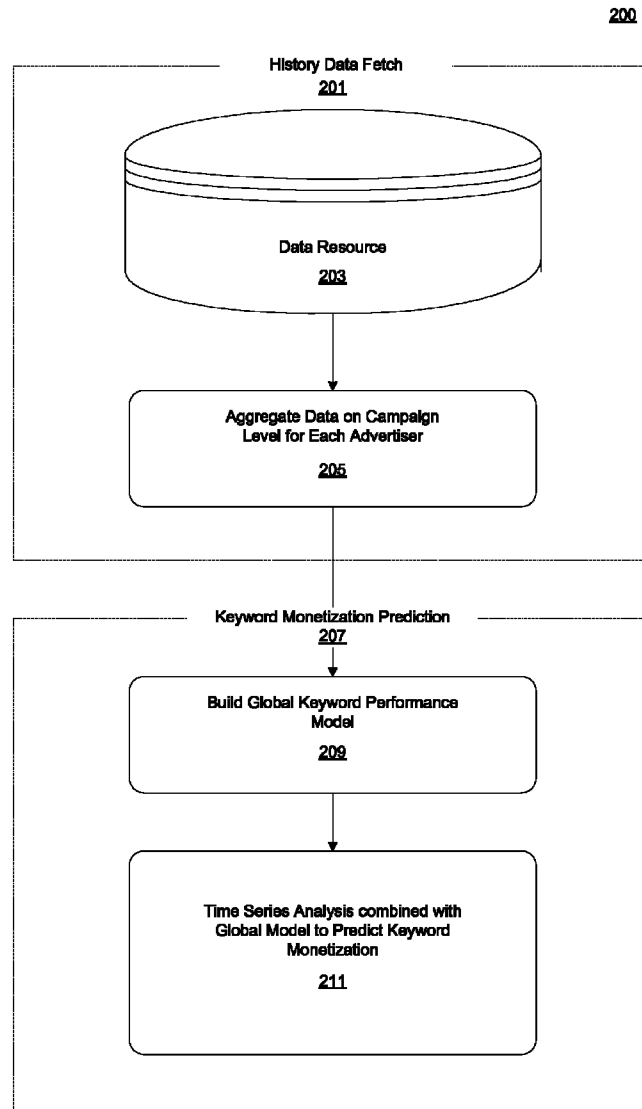 200
History Data Fetch
201
Data Resource
203
Aggregate Data on Campaign
Level for Each Advertiser
205
Keyword Monetization Prediction
207
Build Global Keyword Performance
Model
209
Time Series Analysis combined with
Global Model to Predict Keyword
Monetization
211